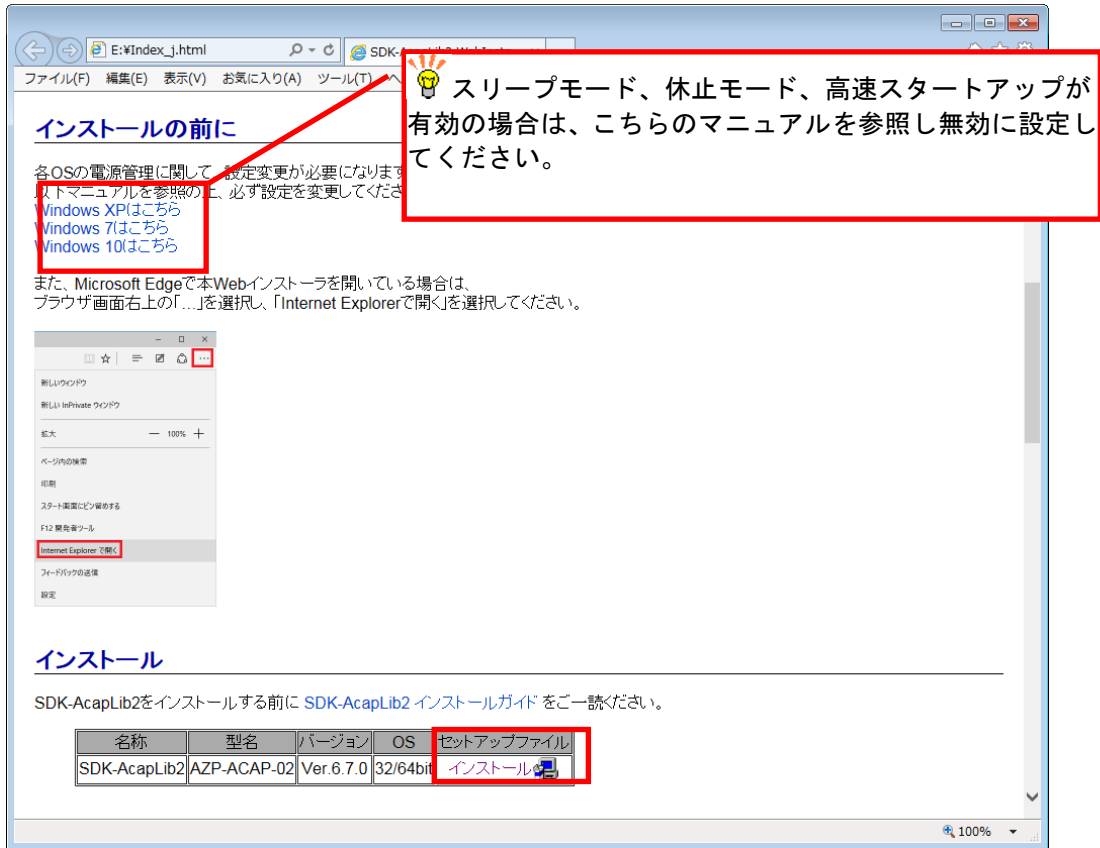 E:¥Index_j.html
ファイル(F) 編集(E) 表示(V) お気に入り(A) ツール(T)
スリープモード、休止モード、高速スタートアップが
有効の場合は、こちらのマニュアルを参照し無効に設定し
てください。
インストールの前に
各OSの電源管理に関して、設定変更が必要になります
以下マニュアルを参照の上、必ず設定を変更してくださ
Windows XPはこちら
Windows 7はこちら
Windows 10はこちら
また、Microsoft Edgeで本Webインストーラを開いている場合は、
ブラウザ画面右上の「...」を選択し、「Internet Explorerで開く」を選択してください。
新しいウィンドウ
新しい InPrivate ウィンドウ
拡大 — 100% +
ページ内の検索
印刷
スタート画面にピン留めする
F12 開発者ツール
Internet Explorer で開く
フィードバックの送信
設定
インストール
SDK-AcapLib2をインストールする前に SDK-AcapLib2 インストールガイド をご一読ください。
名称 型名 バージョン OS セットアップファイル
SDK-AcapLib2 AZP-ACAP-02 Ver.6.7.0 32/64bit インストール
100%